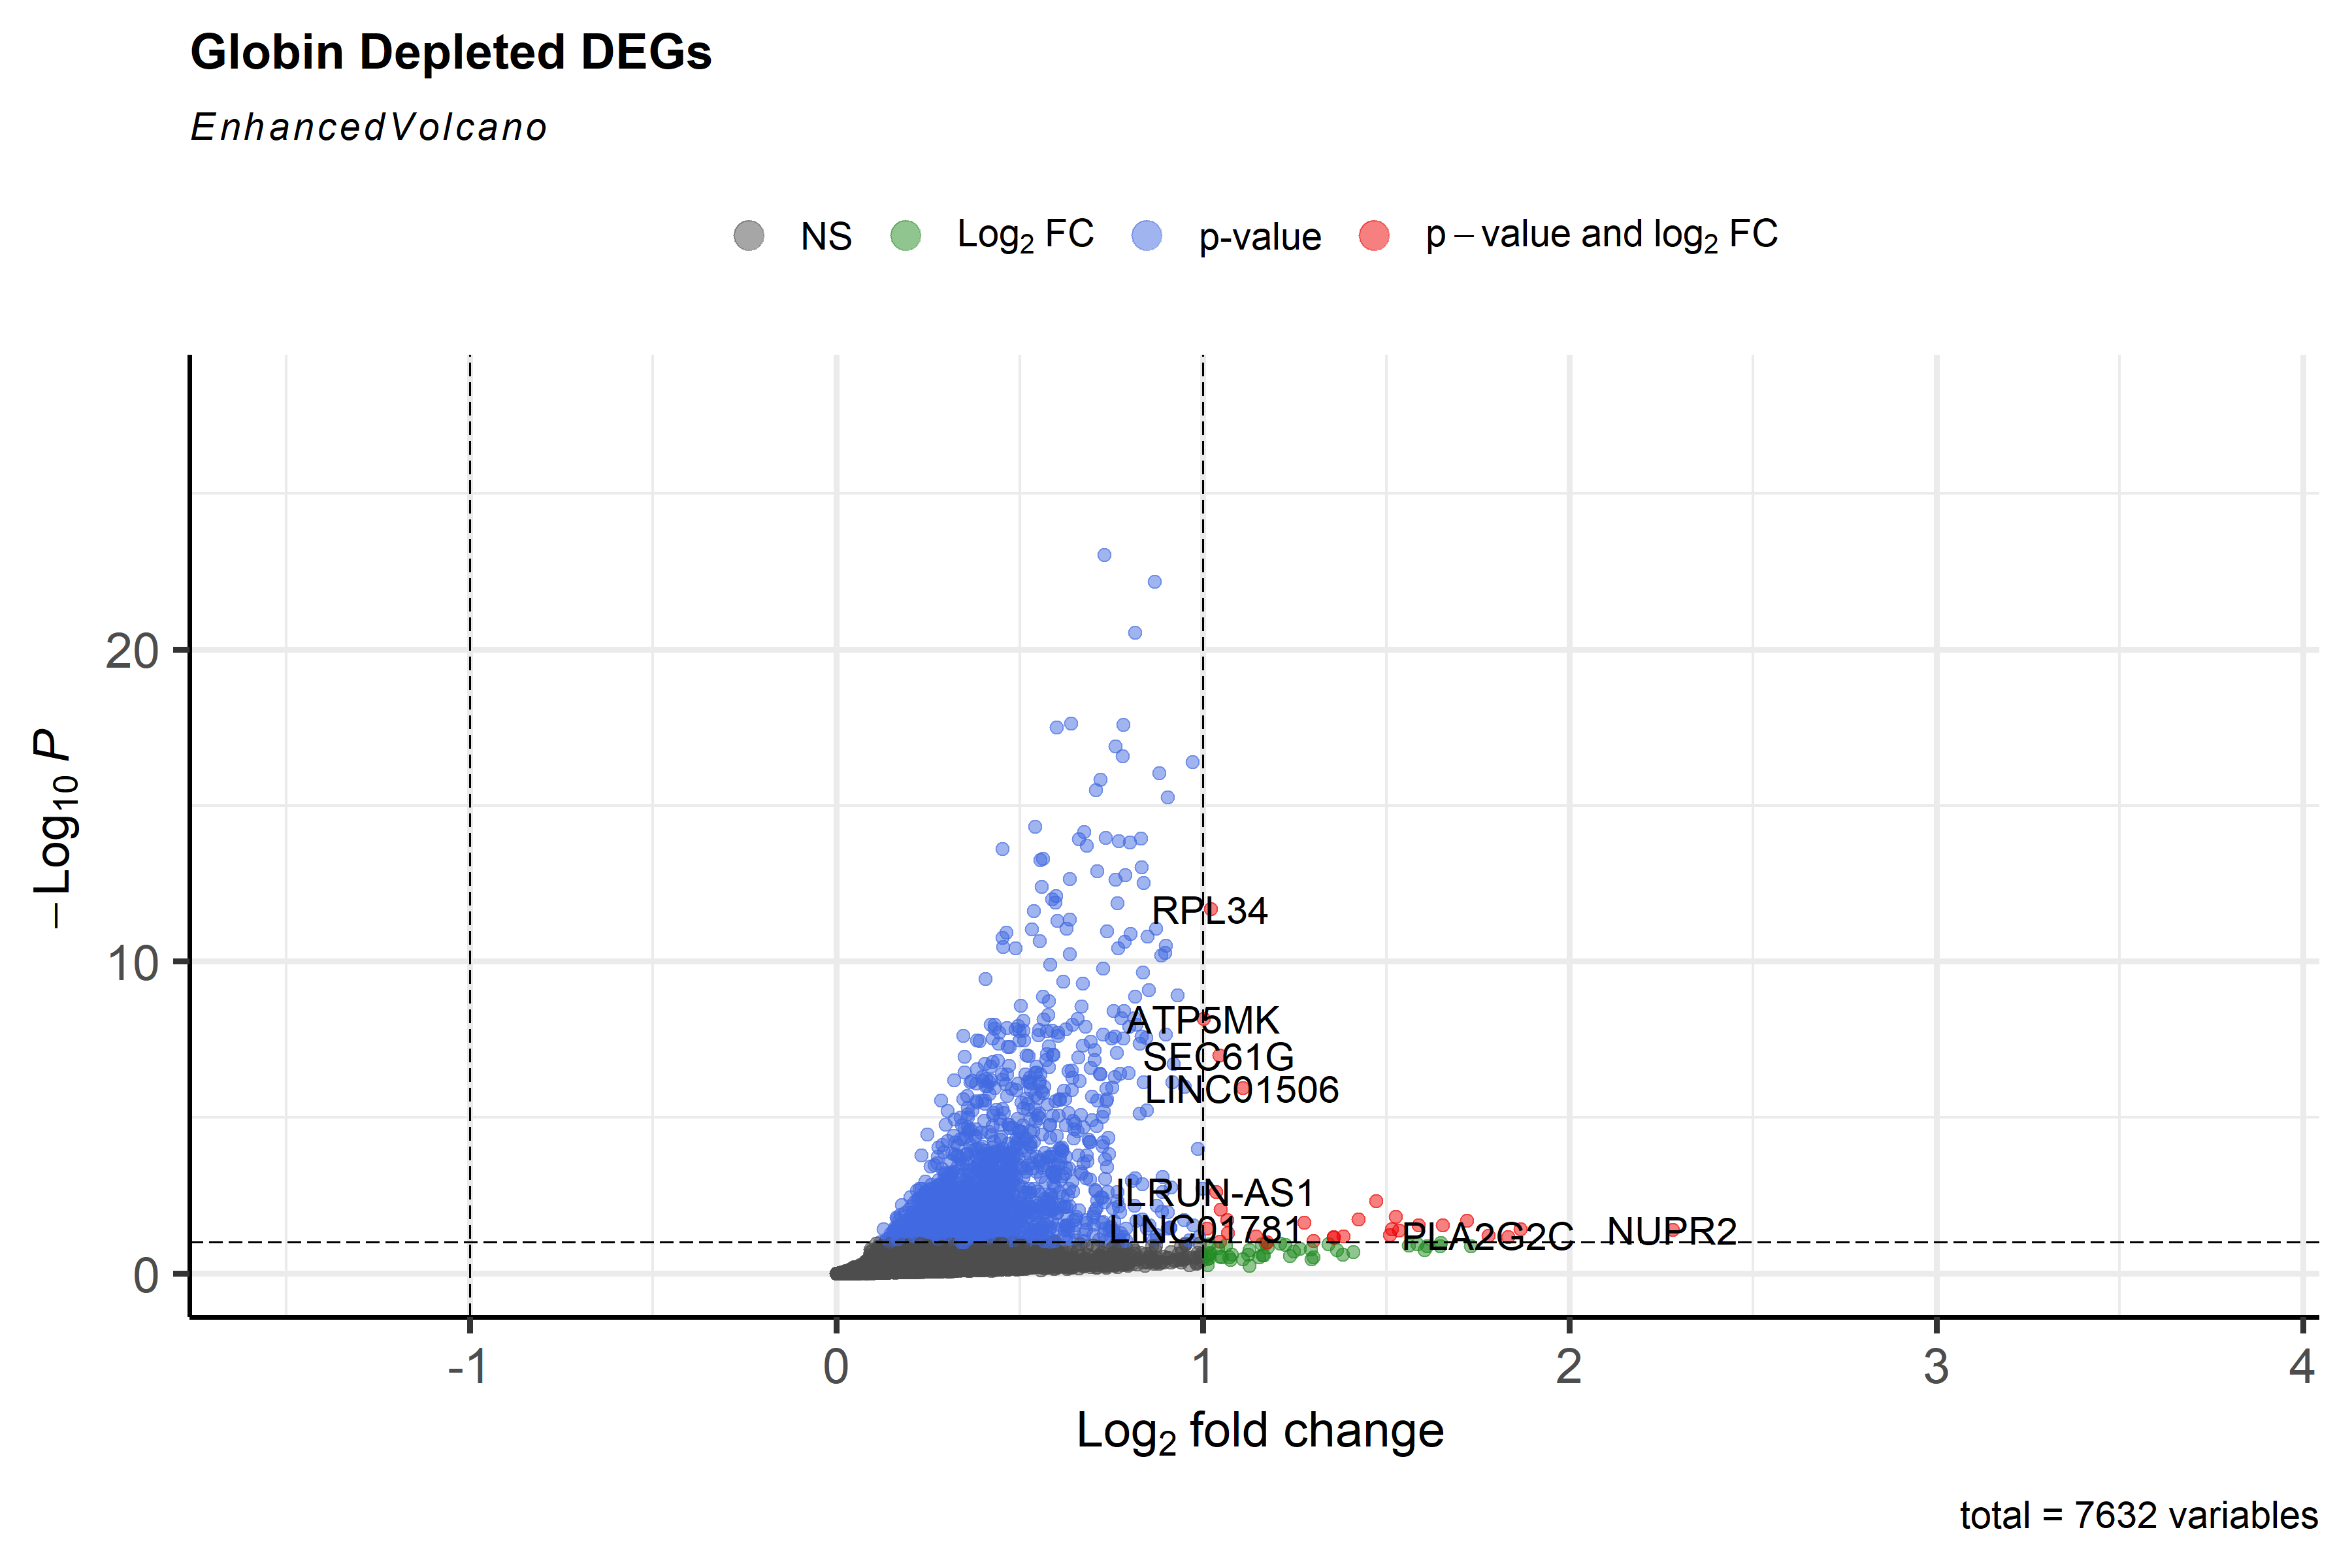 Globin Depleted DEGs
EnhancedVolcano
NS Log₂ FC p-value p – value and log₂ FC
−Log₁₀ P
20
10
0
RPL34
ATP5MK
SEC61G
LINC01506
ILRUN-AS1
LINC01781
PLA2G2C
NUPR2
-1 0 1 2 3 4
Log₂ fold change
total = 7632 variables